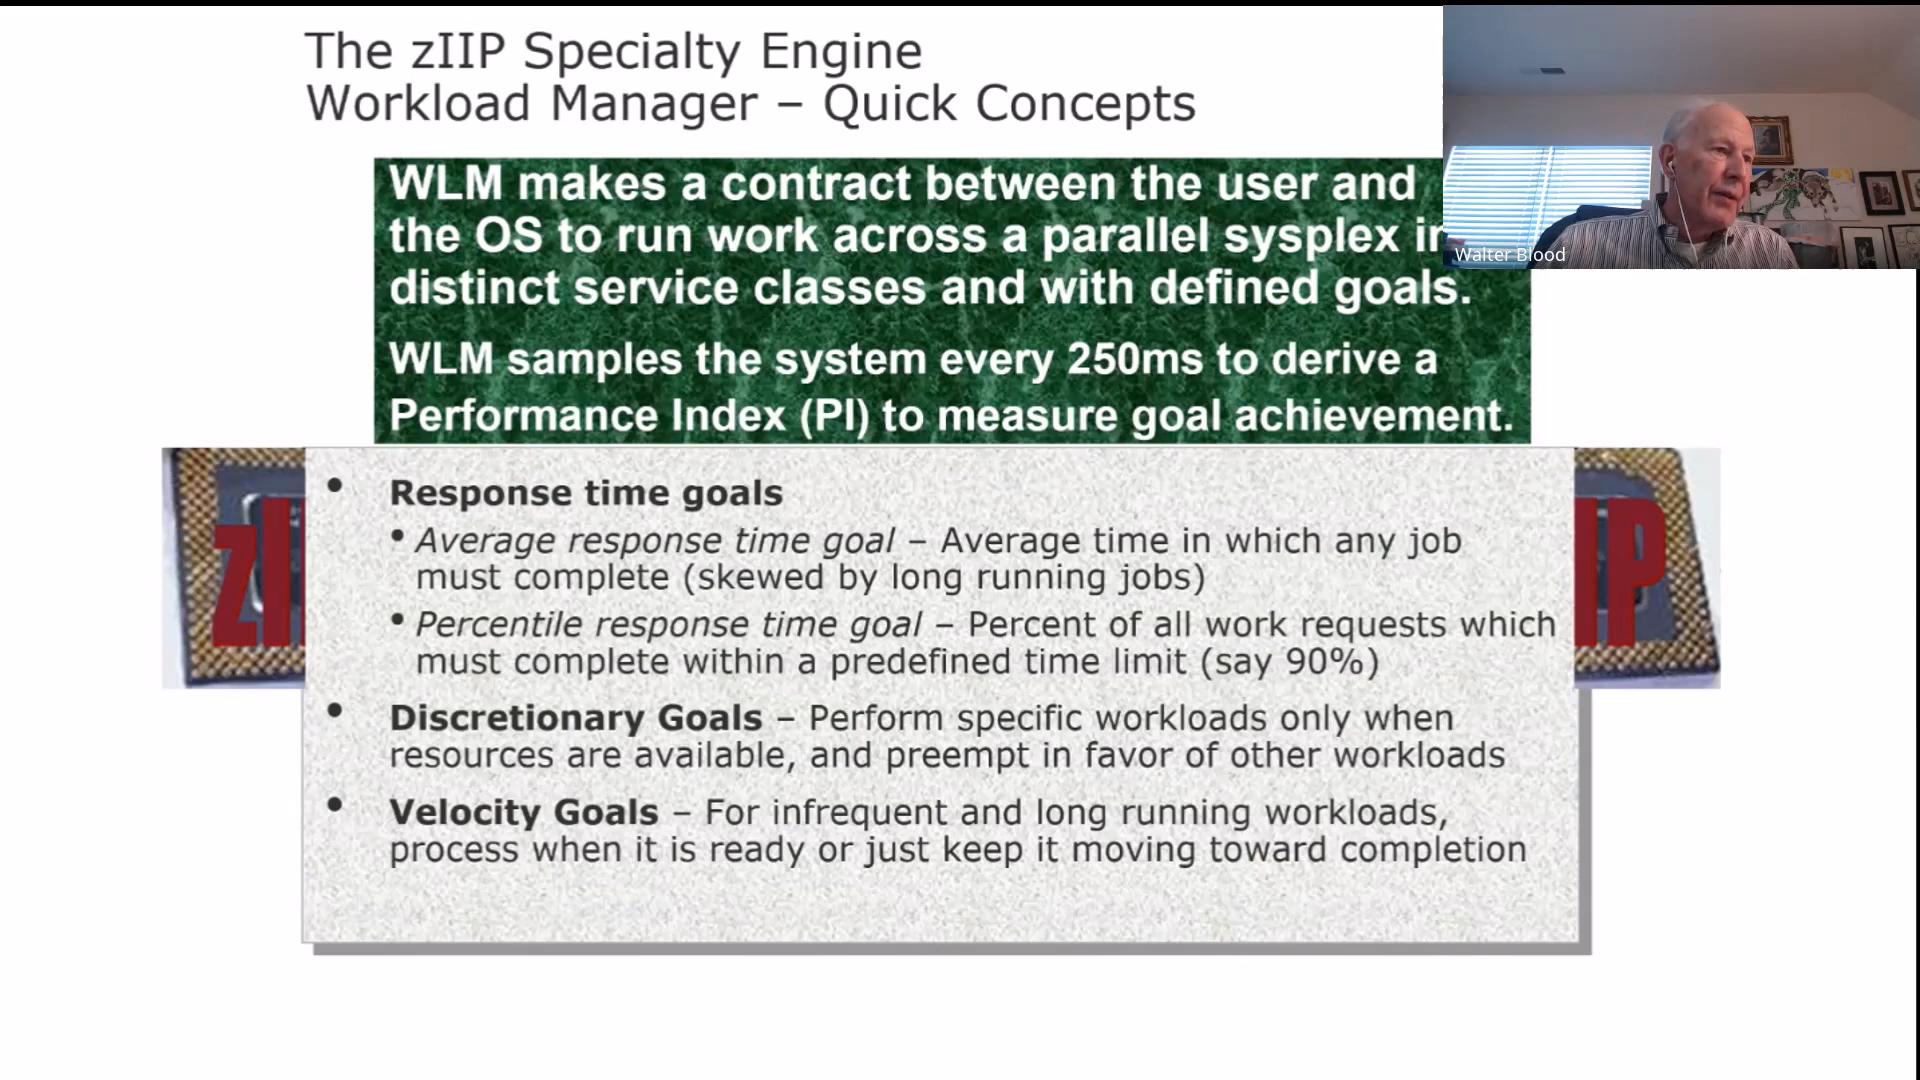 The zIIP Specialty Engine
Workload Manager – Quick Concepts
WLM makes a contract between the user and
the OS to run work across a parallel sysplex in
distinct service classes and with defined goals.
Walter Blood
WLM samples the system every 250ms to derive a
Performance Index (PI) to measure goal achievement.
• Response time goals
• Average response time goal – Average time in which any job
must complete (skewed by long running jobs)
• Percentile response time goal – Percent of all work requests which
must complete within a predefined time limit (say 90%)
• Discretionary Goals – Perform specific workloads only when
resources are available, and preempt in favor of other workloads
• Velocity Goals – For infrequent and long running workloads,
process when it is ready or just keep it moving toward completion